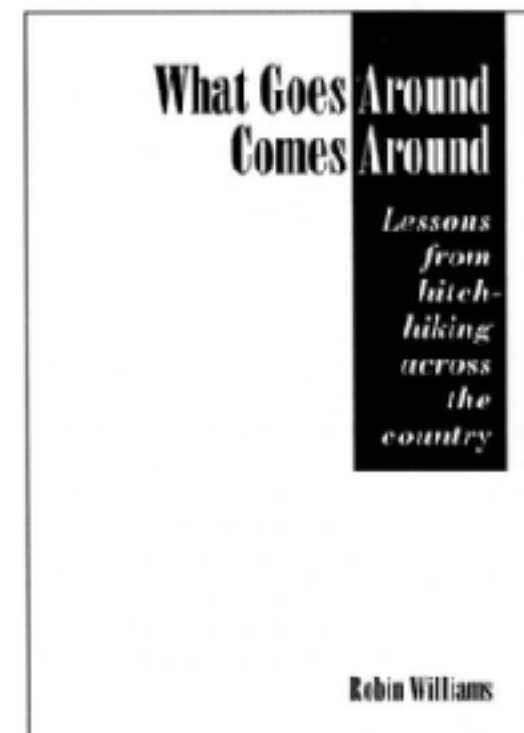 What Goes Around
Comes Around
Lessons
from
hitch-
hiking
across
the
country
Robin Williams